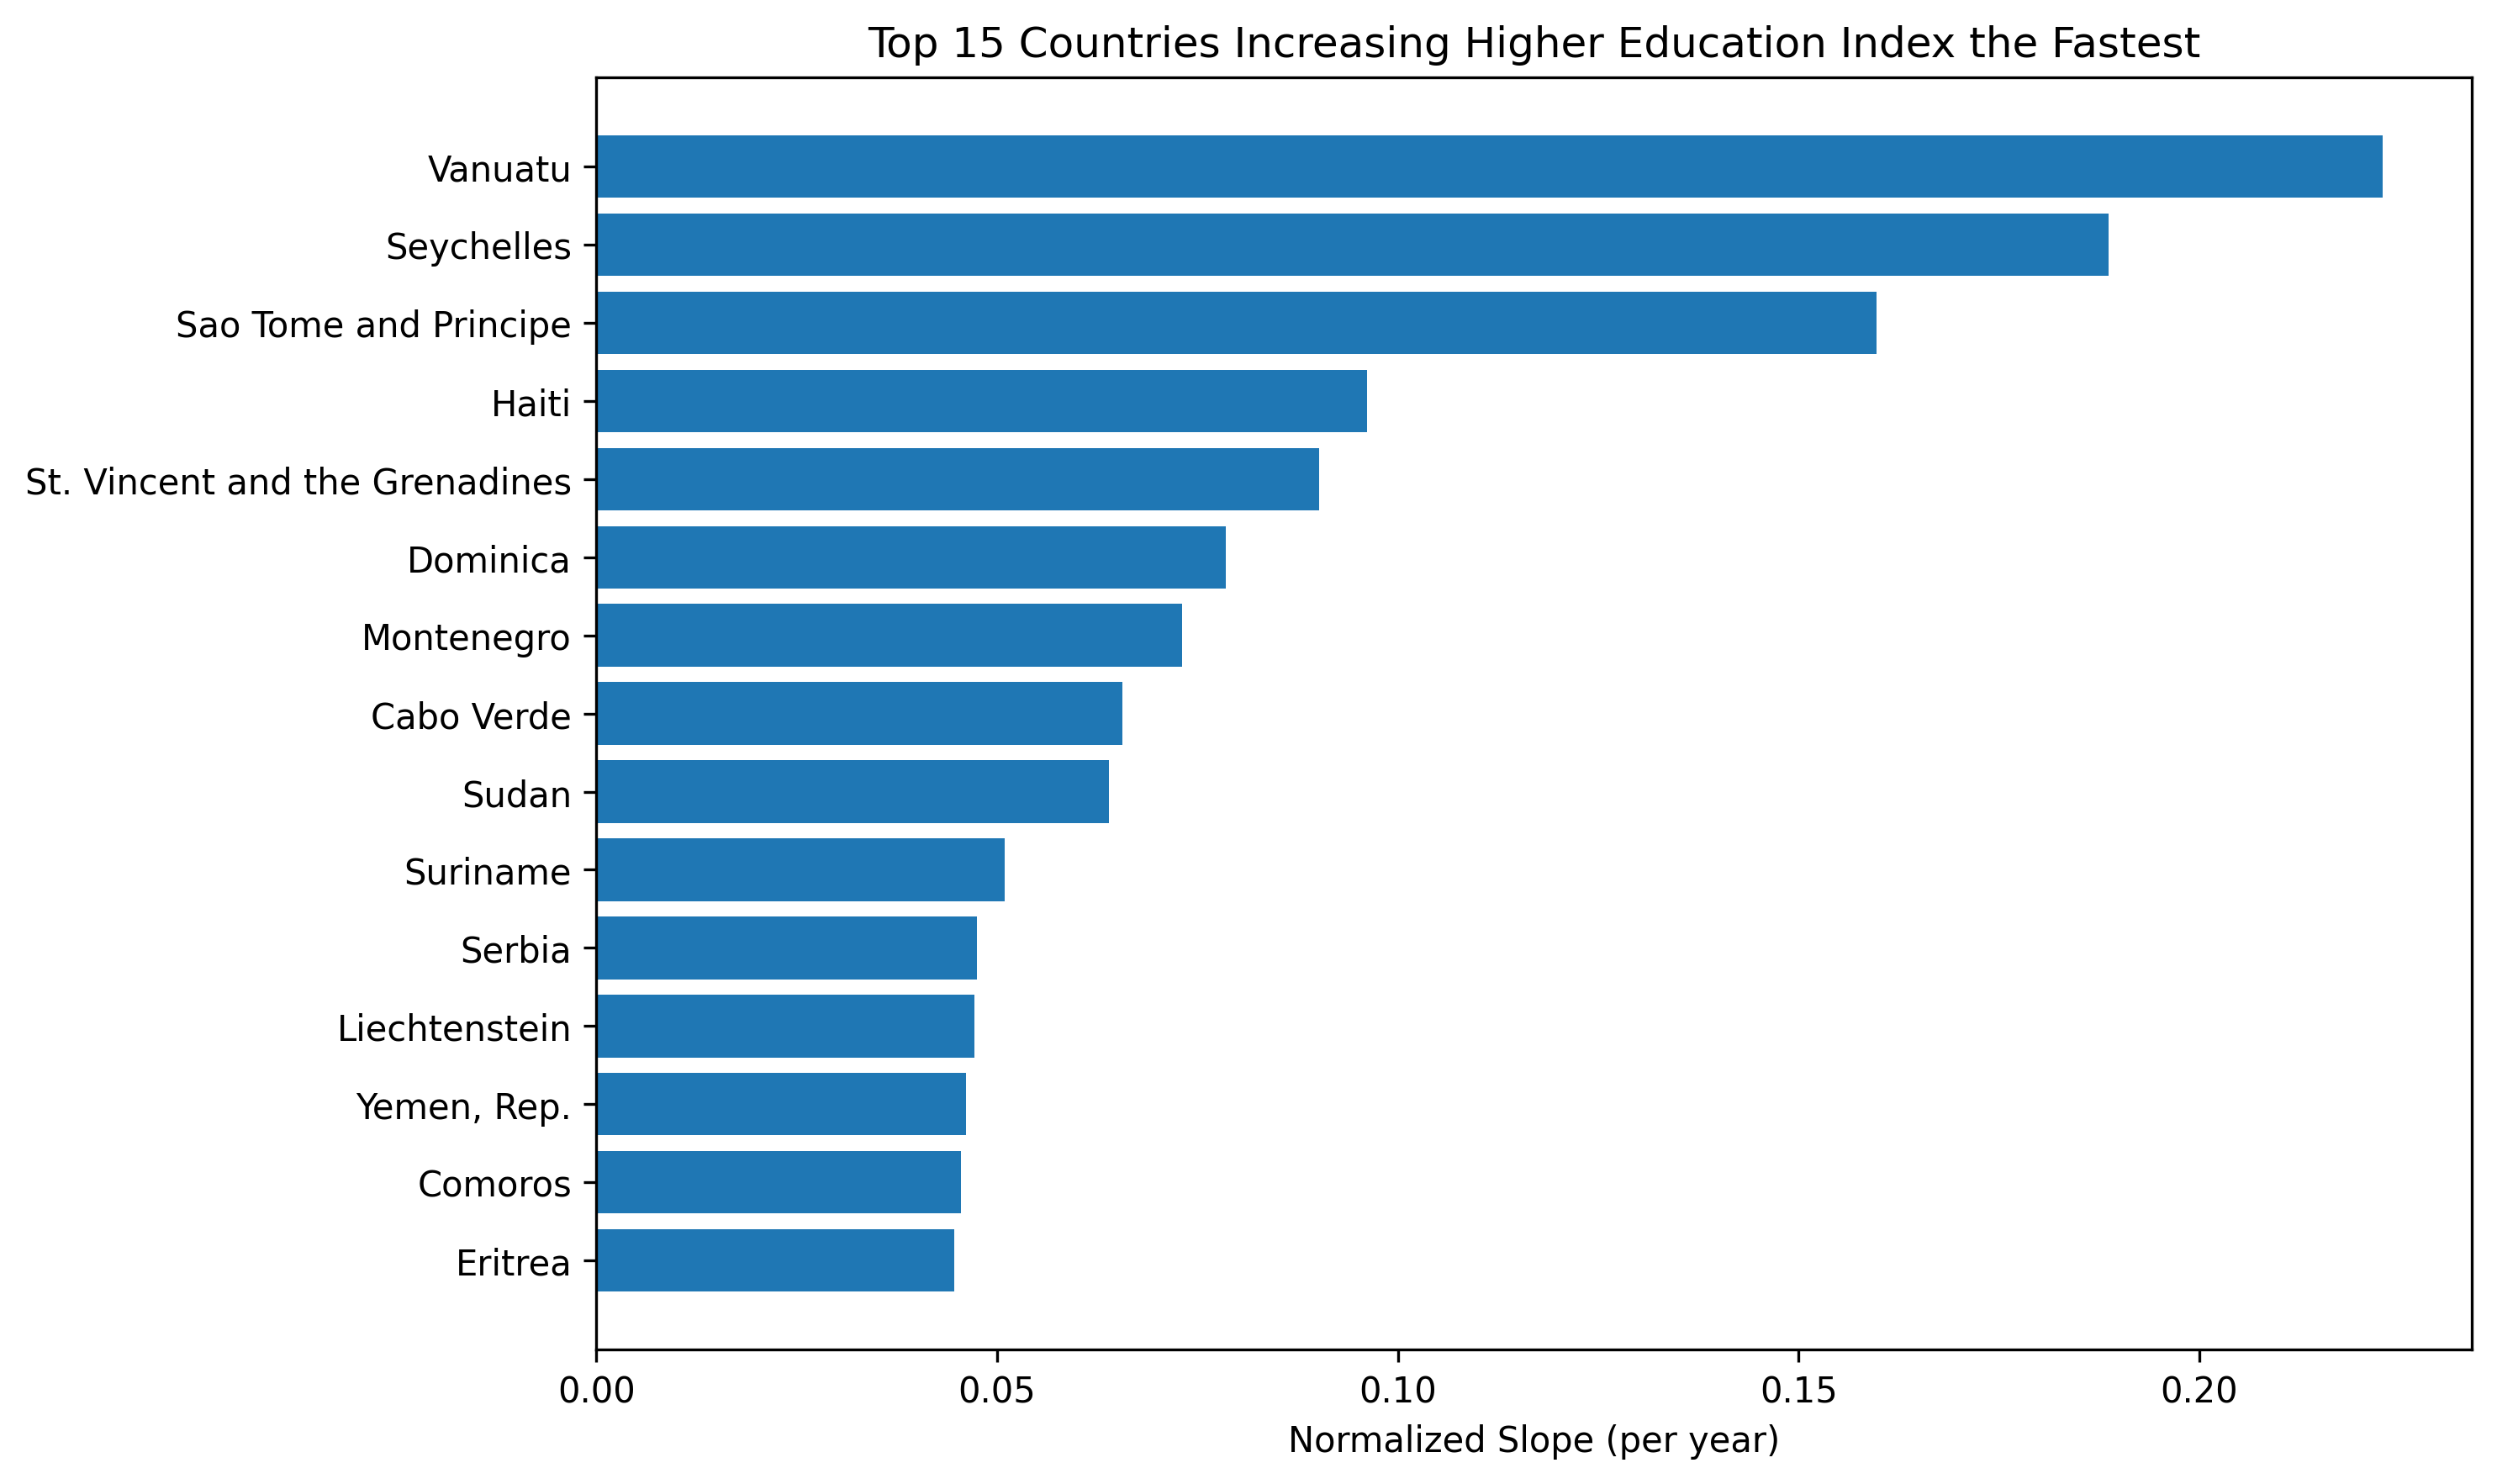 Top 15 Countries Increasing Higher Education Index the Fastest
Vanuatu
Seychelles
Sao Tome and Principe
Haiti
St. Vincent and the Grenadines
Dominica
Montenegro
Cabo Verde
Sudan
Suriname
Serbia
Liechtenstein
Yemen, Rep.
Comoros
Eritrea
0.00 0.05 0.10 0.15 0.20
Normalized Slope (per year)